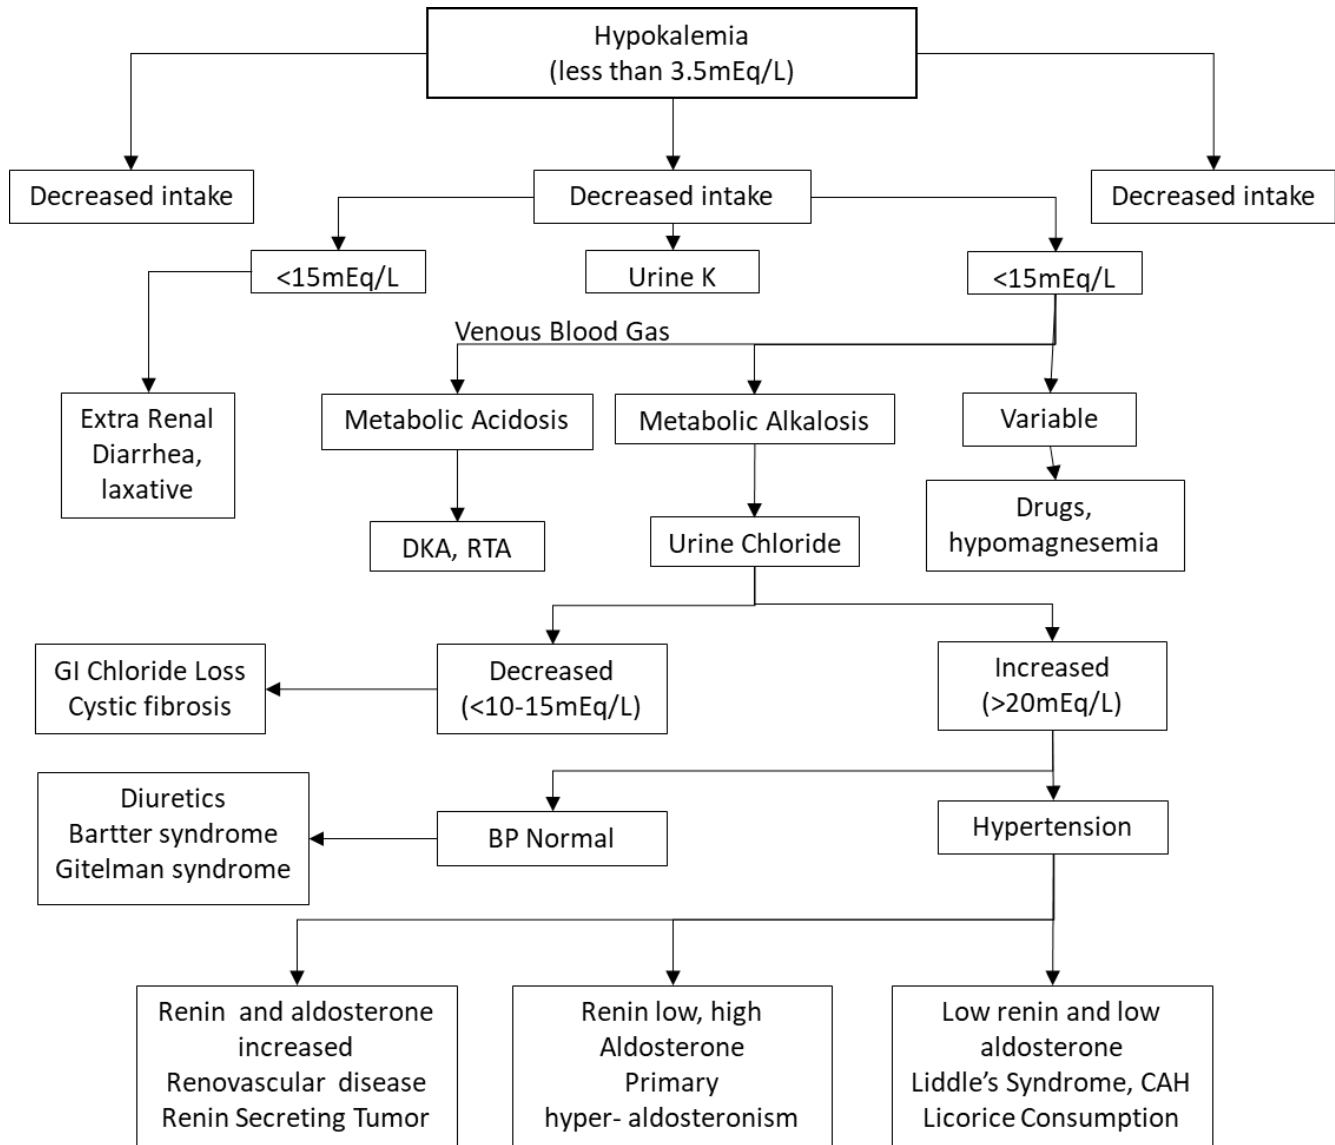 Hypokalemia
(less than 3.5mEq/L)
Decreased intake
Decreased intake
Decreased intake
<15mEq/L
Urine K
<15mEq/L
Venous Blood Gas
Extra Renal
Diarrhea,
laxative
Metabolic Acidosis
Metabolic Alkalosis
Variable
DKA, RTA
Urine Chloride
Drugs,
hypomagnesemia
GI Chloride Loss
Cystic fibrosis
Decreased
(<10-15mEq/L)
Increased
(>20mEq/L)
Diuretics
Bartter syndrome
Gitelman syndrome
BP Normal
Hypertension
Renin and aldosterone
increased
Renovascular disease
Renin Secreting Tumor
Renin low, high
Aldosterone
Primary
hyper- aldosteronism
Low renin and low
aldosterone
Liddle’s Syndrome, CAH
Licorice Consumption